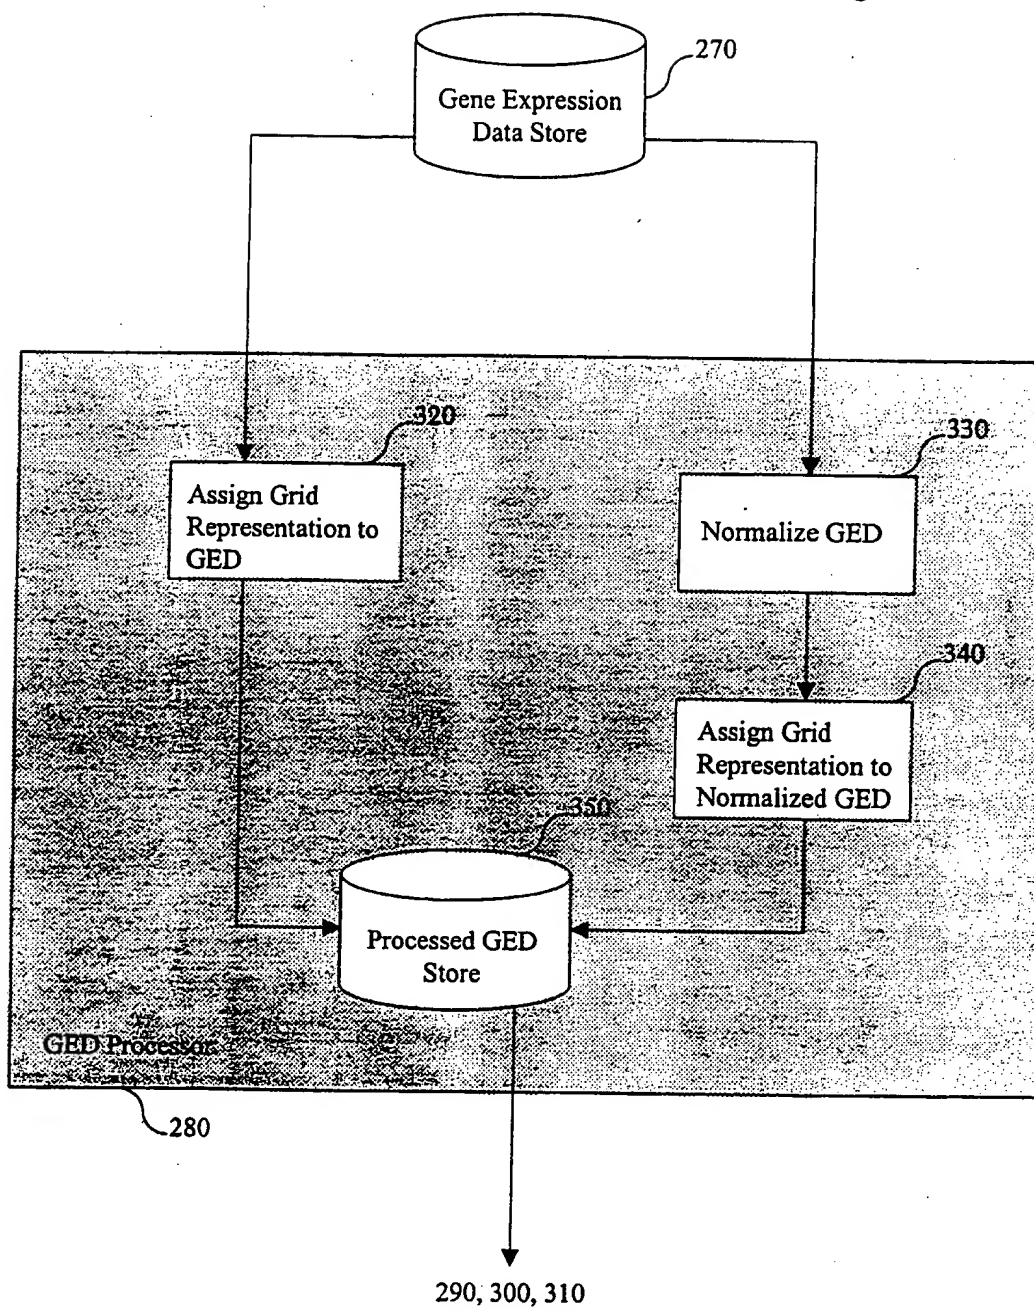 270
Gene Expression
Data Store
320
330
Assign Grid
Representation to
GED
Normalize GED
340
Assign Grid
Representation to
Normalized GED
350
Processed GED
Store
GED Processor
280
290, 300, 310